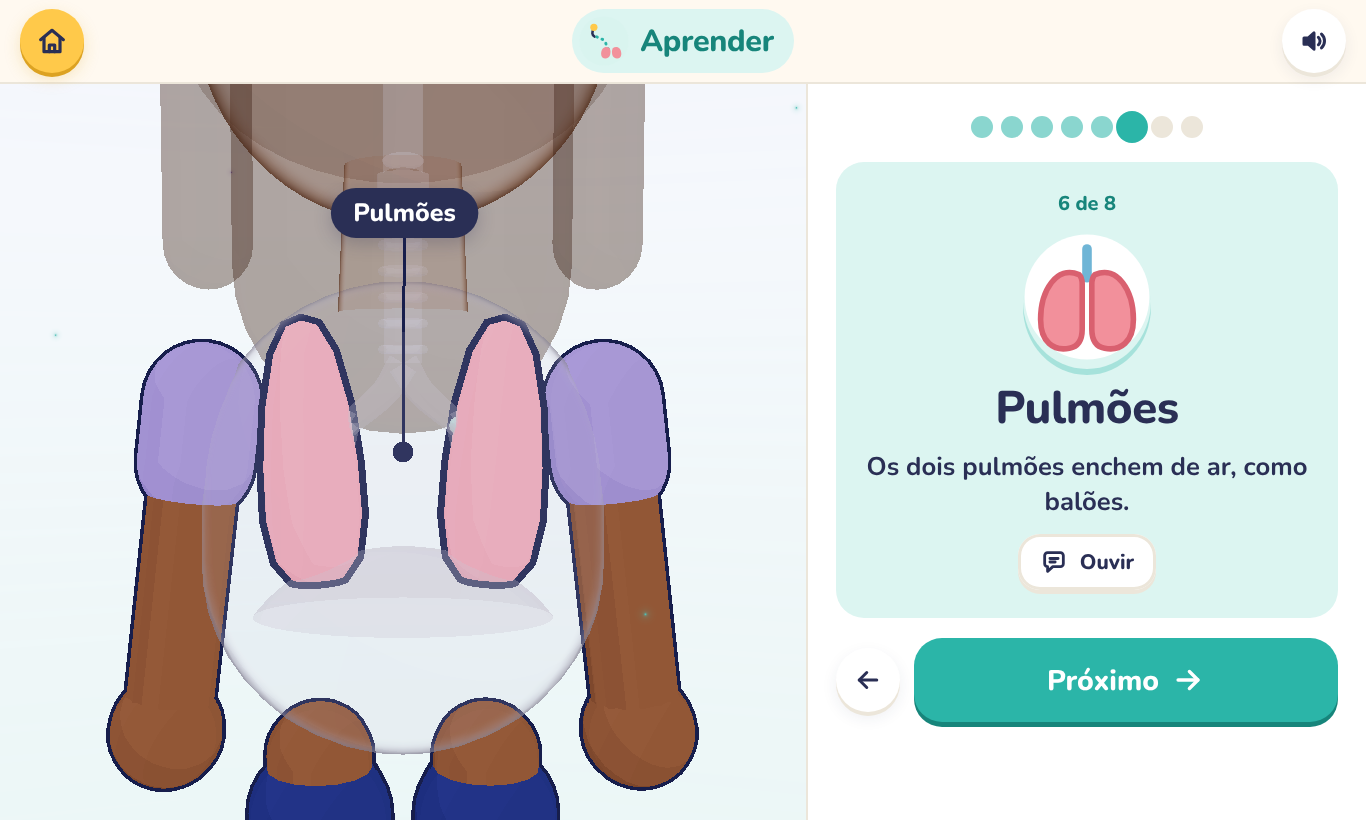 Aprender
Pulmões
6 de 8
Pulmões
Os dois pulmões enchem de ar, como
balões.
Ouvir
Próximo